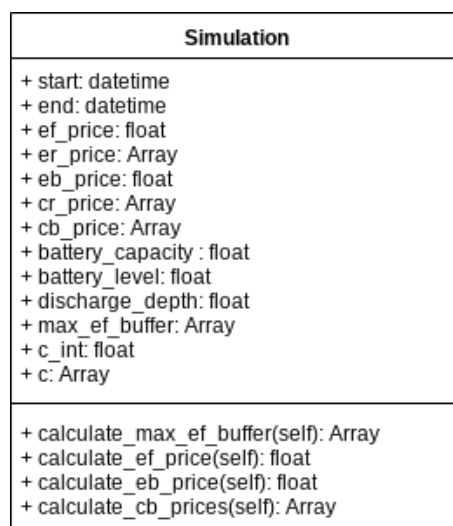 Simulation
+ start: datetime
+ end: datetime
+ ef_price: float
+ er_price: Array
+ eb_price: float
+ cr_price: Array
+ cb_price: Array
+ battery_capacity : float
+ battery_level: float
+ discharge_depth: float
+ max_ef_buffer: Array
+ c_int: float
+ c: Array
+ calculate_max_ef_buffer(self): Array
+ calculate_ef_price(self): float
+ calculate_eb_price(self): float
+ calculate_cb_prices(self): Array